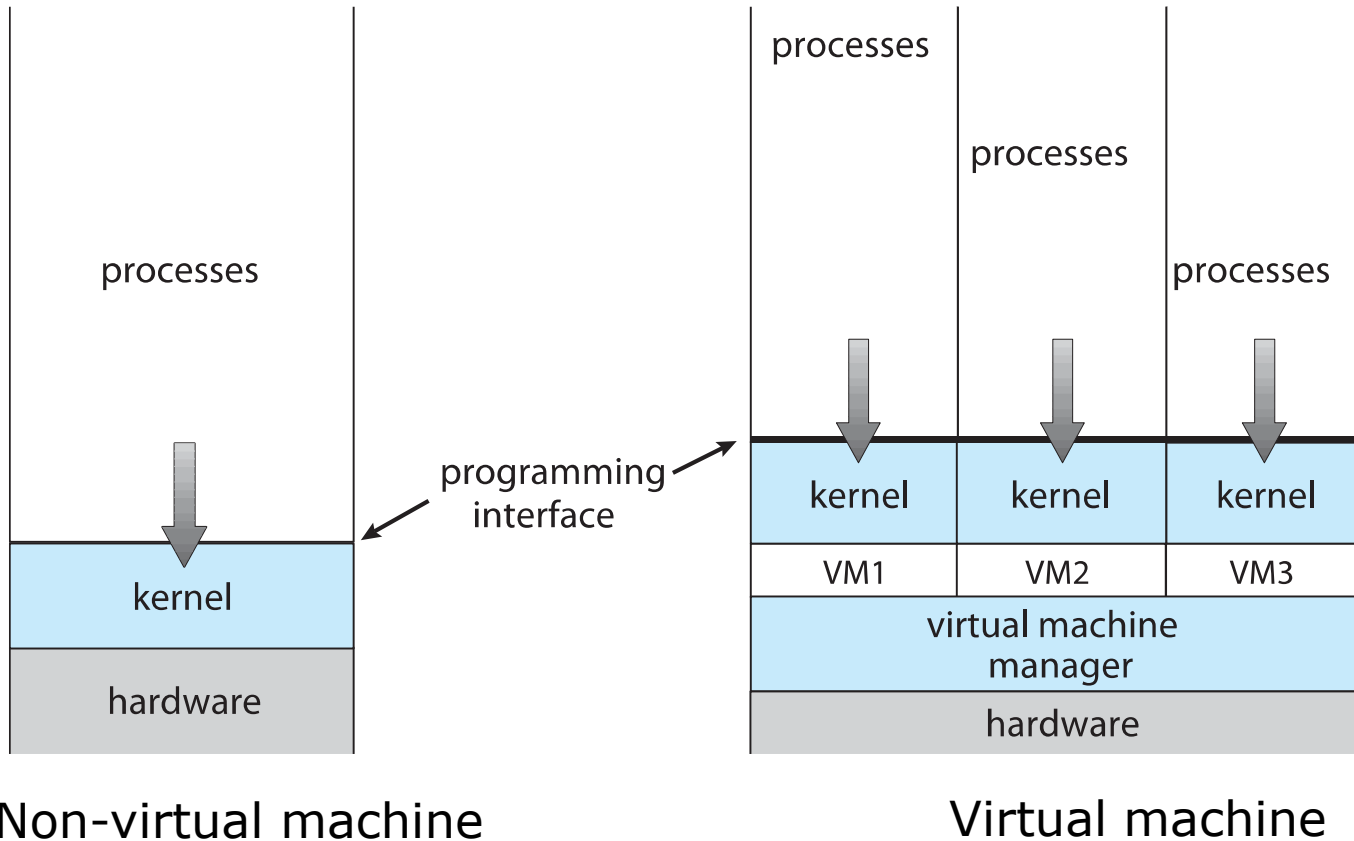 processes
kernel
hardware
Non-virtual machine
programming
interface
processes
processes
processes
kernel
kernel
kernel
VM1
VM2
VM3
virtual machine
manager
hardware
Virtual machine